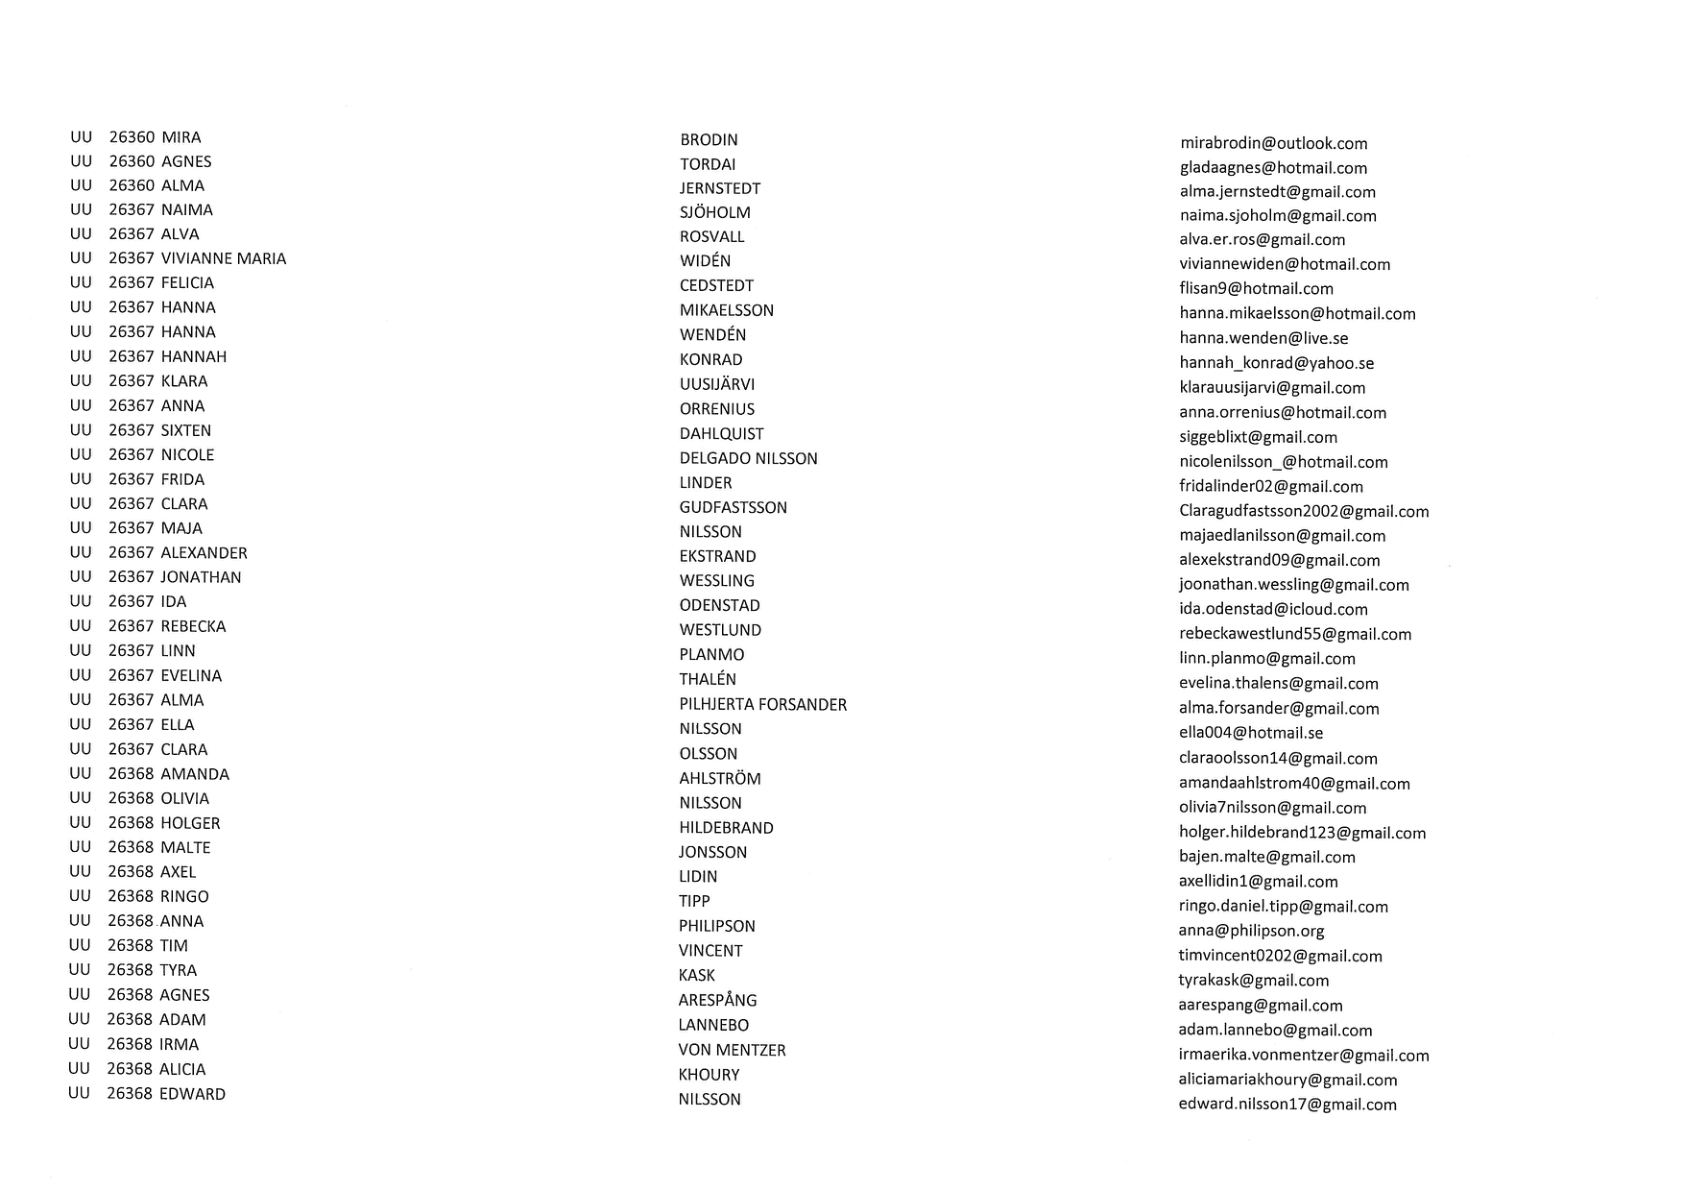 UU 26360 MIRA BRODIN mirabrodin@outlook.com
UU 26360 AGNES TORDAI gladaagnes@hotmail.com
UU 26360 ALMA JERNSTEDT alma.jernstedt@gmail.com
UU 26367 NAIMA SJÖHOLM naima.sjoholm@gmail.com
UU 26367 ALVA ROSVALL alva.er.ros@gmail.com
UU 26367 VIVIANNE MARIA WIDÉN viviannewiden@hotmail.com
UU 26367 FELICIA CEDSTEDT flisan9@hotmail.com
UU 26367 HANNA MIKAELSSON hanna.mikaelsson@hotmail.com
UU 26367 HANNA WENDÉN hanna.wenden@live.se
UU 26367 HANNAH KONRAD hannah_konrad@yahoo.se
UU 26367 KLARA UUSIJÄRVI klarauusijarvi@gmail.com
UU 26367 ANNA ORRENIUS anna.orrenius@hotmail.com
UU 26367 SIXTEN DAHLQUIST siggeblixt@gmail.com
UU 26367 NICOLE DELGADO NILSSON nicolenilsson_@hotmail.com
UU 26367 FRIDA LINDER fridalinder02@gmail.com
UU 26367 CLARA GUDFASTSSON Claragudfastsson2002@gmail.com
UU 26367 MAJA NILSSON majaedlanilsson@gmail.com
UU 26367 ALEXANDER EKSTRAND alexekstrand09@gmail.com
UU 26367 JONATHAN WESSLING joonathan.wessling@gmail.com
UU 26367 IDA ODENSTAD ida.odenstad@icloud.com
UU 26367 REBECKA WESTLUND rebeckawestlund55@gmail.com
UU 26367 LINN PLANMO linn.planmo@gmail.com
UU 26367 EVELINA THALÉN evelina.thalens@gmail.com
UU 26367 ALMA PILHJERTA FORSANDER alma.forsander@gmail.com
UU 26367 ELLA NILSSON ella004@hotmail.se
UU 26367 CLARA OLSSON claraoolsson14@gmail.com
UU 26368 AMANDA AHLSTRÖM amandaahlstrom40@gmail.com
UU 26368 OLIVIA NILSSON olivia7nilsson@gmail.com
UU 26368 HOLGER HILDEBRAND holger.hildebrand123@gmail.com
UU 26368 MALTE JONSSON bajen.malte@gmail.com
UU 26368 AXEL LIDIN axellidin1@gmail.com
UU 26368 RINGO TIPP ringo.daniel.tipp@gmail.com
UU 26368 ANNA PHILIPSON anna@philipson.org
UU 26368 TIM VINCENT timvincent0202@gmail.com
UU 26368 TYRA KASK tyrakask@gmail.com
UU 26368 AGNES ARESPÅNG aarespang@gmail.com
UU 26368 ADAM LANNEBO adam.lannebo@gmail.com
UU 26368 IRMA VON MENTZER irmaerika.vonmentzer@gmail.com
UU 26368 ALICIA KHOURY aliciamariakhoury@gmail.com
UU 26368 EDWARD NILSSON edward.nilsson17@gmail.com